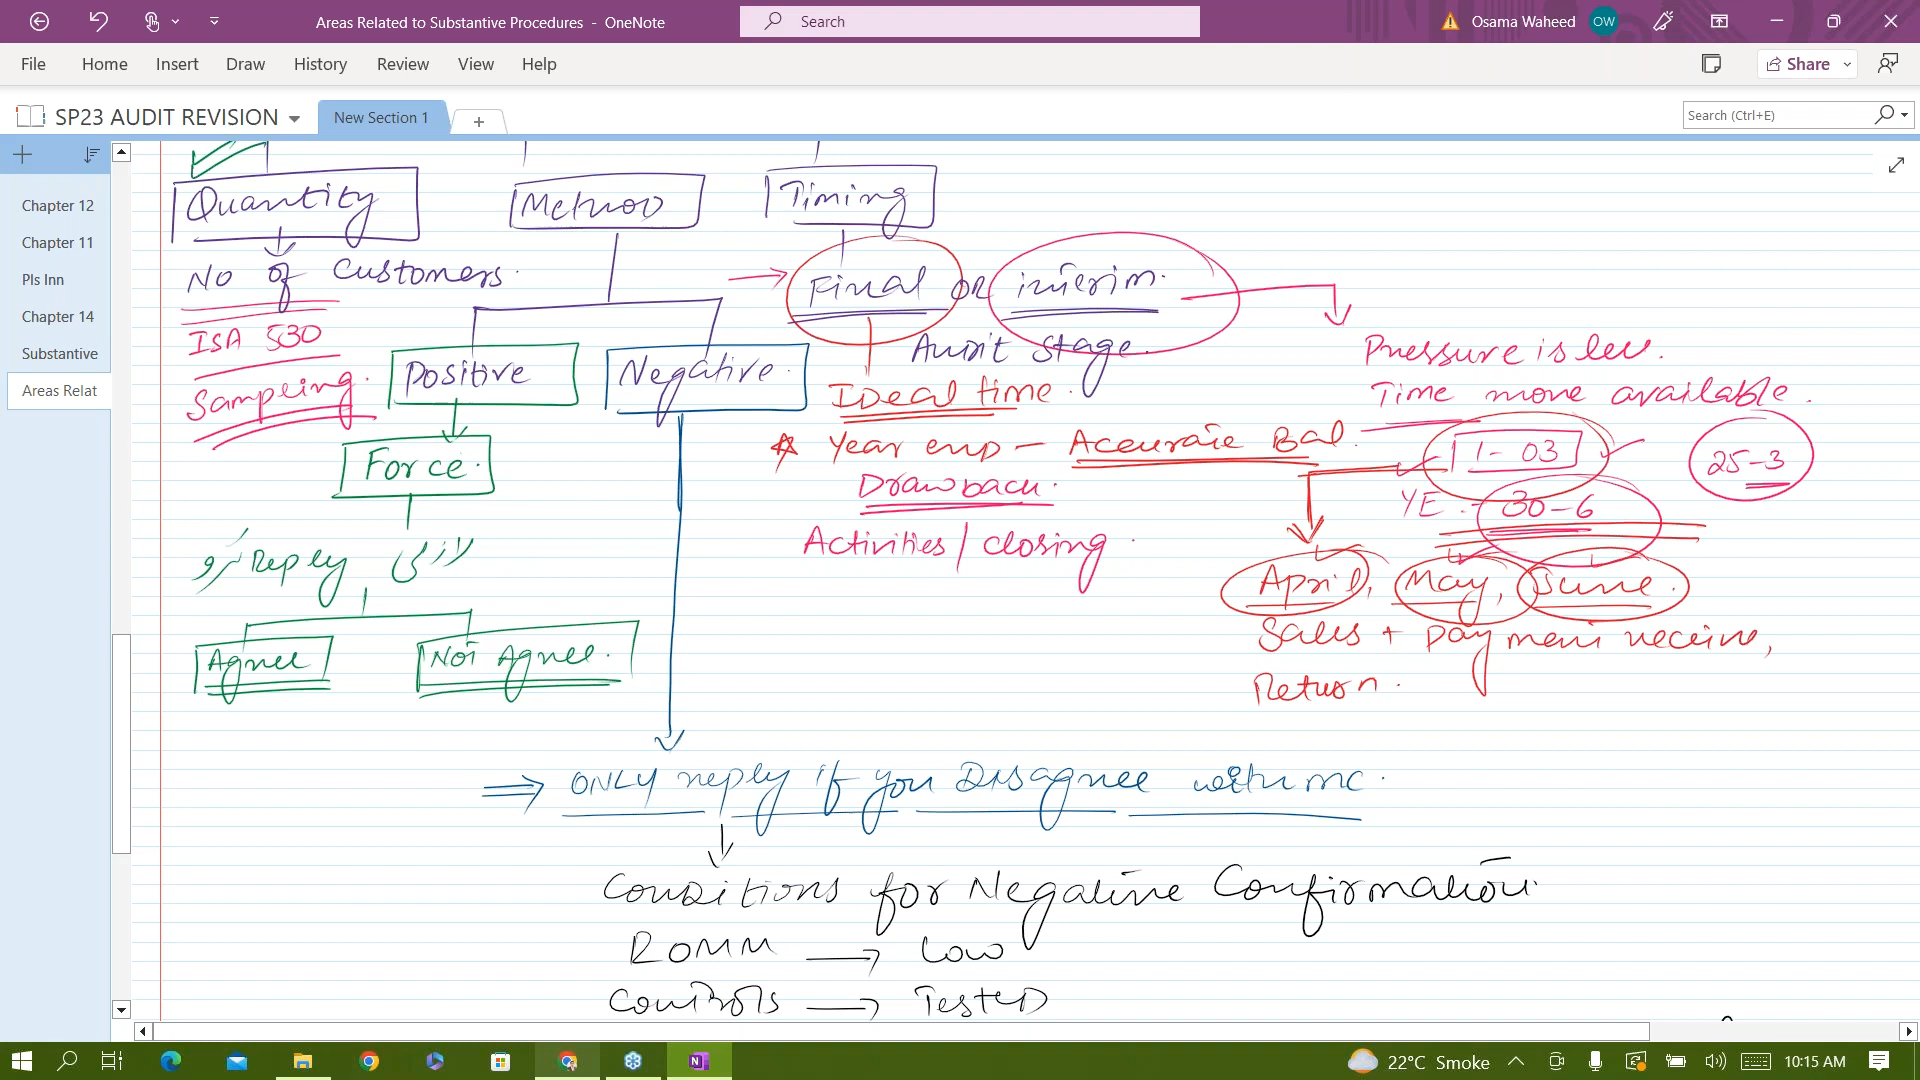 Areas Related to Substantive Procedures - OneNote
Search
Osama Waheed
OW
File Home Insert Draw History Review View Help
Share
SP23 AUDIT REVISION
New Section 1
+
Search (Ctrl+E)
Chapter 12
Chapter 11
Pls Inn
Chapter 14
Substantive
Areas Relat
Quantity
Method
Timing
No of Customers.
Final OR interim.
Audit stage.
ISA 530
Sampling.
Positive
Negative.
Ideal time.
Pressure is less.
Time more available.
Year end - Accurate Bal.
1-03
25-3
Force.
Drawback.
YE. 30-6
Activities / closing
Reply لازمی
April, May, June.
Sales + payment receive,
Return.
Agree
Not Agree.
⇒ ONLY reply if you DISagree with me.
Conditions for Negative Confirmation.
ROMM → Low
Controls → Tested
22°C Smoke
10:15 AM